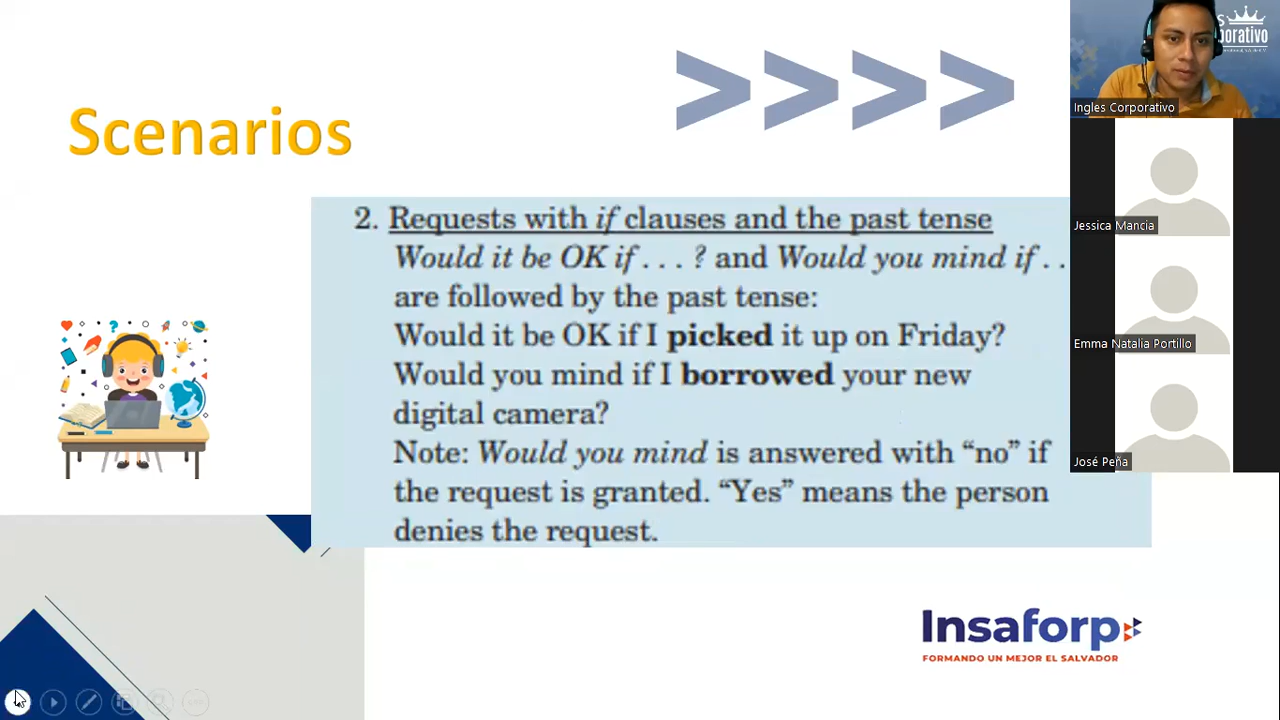 Scenarios
2. Requests with if clauses and the past tense
Would it be OK if . . . ? and Would you mind if . .
are followed by the past tense:
Would it be OK if I picked it up on Friday?
Would you mind if I borrowed your new
digital camera?
Note: Would you mind is answered with “no” if
the request is granted. “Yes” means the person
denies the request.
Insaforp
FORMANDO UN MEJOR EL SALVADOR
Ingles Corporativo
Jessica Mancia
Emma Natalia Portillo
José Peña